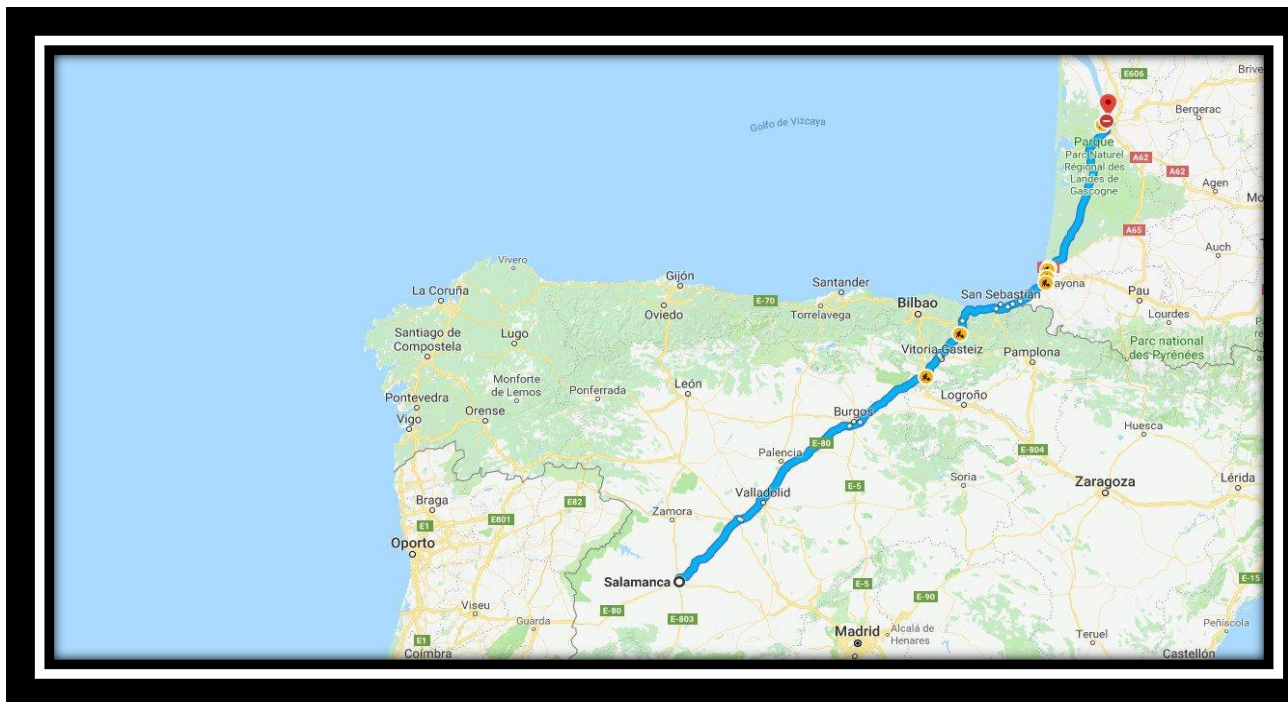 E606
Brive
Bergerac
Golfo de Vizcaya
Parque
Parc Naturel
Régional des
Landes de
Gascogne
A62
A62
Agen
Mo
A65
Auch
Vivero
Gijón
Santander
ayona
La Coruña
San Sebastián
Pau
E-70
Bilbao
Oviedo
Torrelavega
Lourdes
Santiago de
Compostela
Lugo
Vitoria-Gasteiz
Pamplona
Parc national
des Pyrénées
Monforte
de Lemos
Ponferrada
León
Logroño
Pontevedra
Vigo
Orense
Burgos
Huesca
E-80
E-804
Palencia
Soria
Zaragoza
Lérida
Valladolid
E-5
Braga
E82
Zamora
E1
E801
Oporto
Salamanca
E-5
E-15
E-80
E-90
Viseu
E-803
Guarda
Peñíscola
E1
Madrid
Alcalá de
Henares
Teruel
Coímbra
Castellón